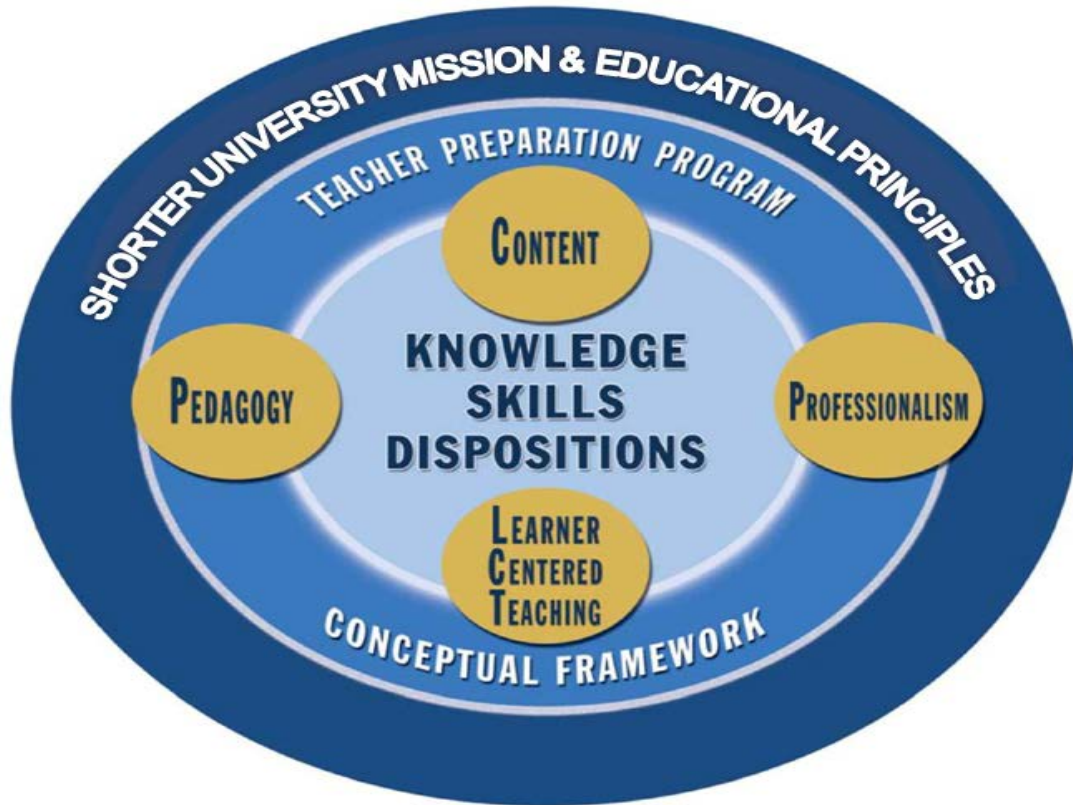 SHORTER UNIVERSITY MISSION & EDUCATIONAL PRINCIPLES
TEACHER PREPARATION PROGRAM
CONTENT
KNOWLEDGE
SKILLS
DISPOSITIONS
PEDAGOGY
PROFESSIONALISM
LEARNER
CENTERED
TEACHING
CONCEPTUAL FRAMEWORK